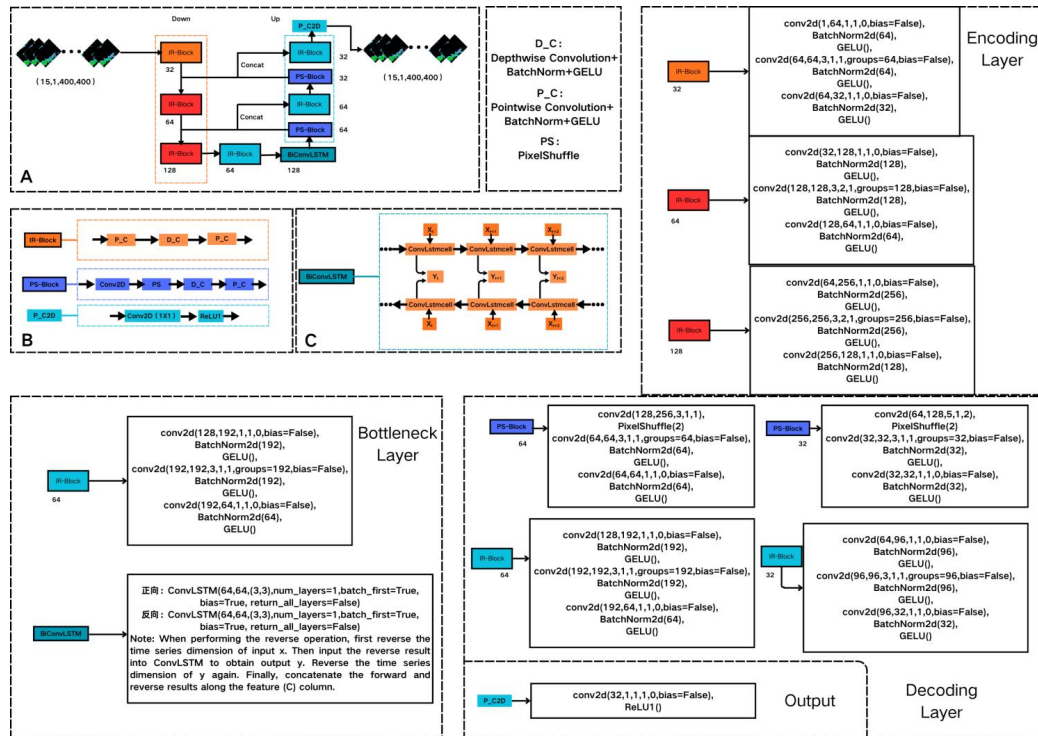 Down
Up
P_C2D
IR-Block
32
Concat
IR-Block
32
PS-Block
32
IR-Block
64
Concat
IR-Block
64
PS-Block
64
IR-Block
128
IR-Block
64
BiConvLSTM
128
(15,1,400,400)
(15,1,400,400)
A
D_C:
Depthwise Convolution+
BatchNorm+GELU
P_C:
Pointwise Convolution+
BatchNorm+GELU
PS:
PixelShuffle
IR-Block
P_C
D_C
P_C
PS-Block
Conv2D
PS
D_C
P_C
P_C2D
Conv2D (1X1)
ReLU1
B
BiConvLSTM
Xt
Xt+1
Xt+2
ConvLstmcell
ConvLstmcell
ConvLstmcell
Yt
Yt+1
Yt+2
ConvLstmcell
ConvLstmcell
ConvLstmcell
Xt
Xt+1
Xt+2
C
Encoding
Layer
IR-Block
32
conv2d(1,64,1,1,0,bias=False),
BatchNorm2d(64),
GELU(),
conv2d(64,64,3,1,1,groups=64,bias=False),
BatchNorm2d(64),
GELU(),
conv2d(64,32,1,1,0,bias=False),
BatchNorm2d(32),
GELU()
IR-Block
64
conv2d(32,128,1,1,0,bias=False),
BatchNorm2d(128),
GELU(),
conv2d(128,128,3,2,1,groups=128,bias=False),
BatchNorm2d(128),
GELU(),
conv2d(128,64,1,1,0,bias=False),
BatchNorm2d(64),
GELU()
IR-Block
128
conv2d(64,256,1,1,0,bias=False),
BatchNorm2d(256),
GELU(),
conv2d(256,256,3,2,1,groups=256,bias=False),
BatchNorm2d(256),
GELU(),
conv2d(256,128,1,1,0,bias=False),
BatchNorm2d(128),
GELU()
Bottleneck
Layer
IR-Block
64
conv2d(128,192,1,1,0,bias=False),
BatchNorm2d(192),
GELU(),
conv2d(192,192,3,1,1,groups=192,bias=False),
BatchNorm2d(192),
GELU(),
conv2d(192,64,1,1,0,bias=False),
BatchNorm2d(64),
GELU()
BiConvLSTM
正向: ConvLSTM(64,64,(3,3),num_layers=1,batch_first=True,
bias=True, return_all_layers=False)
反向: ConvLSTM(64,64,(3,3),num_layers=1,batch_first=True,
bias=True, return_all_layers=False)
Note: When performing the reverse operation, first reverse the
time series dimension of input x. Then input the reverse result
into ConvLSTM to obtain output y. Reverse the time series
dimension of y again. Finally, concatenate the forward and
reverse results along the feature (C) column.
PS-Block
64
conv2d(128,256,3,1,1),
PixelShuffle(2)
conv2d(64,64,3,1,1,groups=64,bias=False),
BatchNorm2d(64),
GELU(),
conv2d(64,64,1,1,0,bias=False),
BatchNorm2d(64),
GELU()
PS-Block
32
conv2d(64,128,5,1,2),
PixelShuffle(2)
conv2d(32,32,3,1,1,groups=32,bias=False),
BatchNorm2d(32),
GELU(),
conv2d(32,32,1,1,0,bias=False),
BatchNorm2d(32),
GELU()
IR-Block
64
conv2d(128,192,1,1,0,bias=False),
BatchNorm2d(192),
GELU(),
conv2d(192,192,3,1,1,groups=192,bias=False),
BatchNorm2d(192),
GELU(),
conv2d(192,64,1,1,0,bias=False),
BatchNorm2d(64),
GELU()
IR-Block
32
conv2d(64,96,1,1,0,bias=False),
BatchNorm2d(96),
GELU(),
conv2d(96,96,3,1,1,groups=96,bias=False),
BatchNorm2d(96),
GELU(),
conv2d(96,32,1,1,0,bias=False),
BatchNorm2d(32),
GELU()
P_C2D
conv2d(32,1,1,1,0,bias=False),
ReLU1()
Output
Decoding
Layer